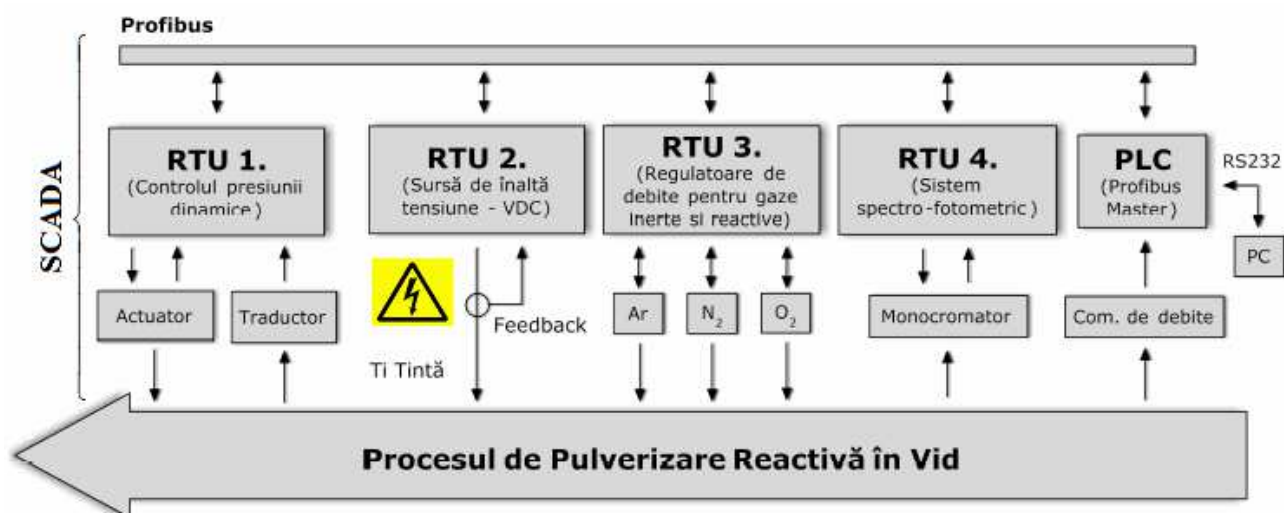 Profibus
SCADA
RTU 1.
(Controlul presiunii
dinamice)
RTU 2.
(Sursă de înaltă
tensiune - VDC)
RTU 3.
(Regulatoare de
debite pentru gaze
inerte si reactive)
RTU 4.
(Sistem
spectro-fotometric)
PLC
(Profibus
Master)
RS232
PC
Actuator
Traductor
Feedback
Ti Tintă
Ar
N2
O2
Monocromator
Com. de debite
Procesul de Pulverizare Reactivă în Vid